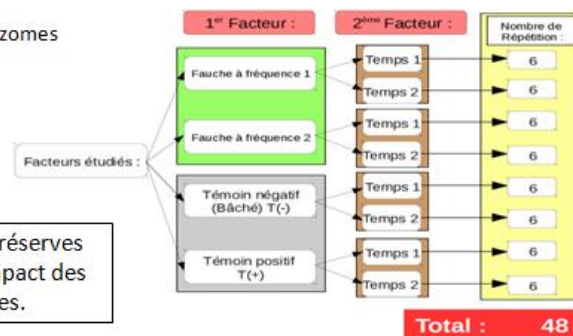 1er Facteur :
2ème Facteur :
Nombre de
Répétition :
zomes
Fauche à fréquence 1
Temps 1
6
Temps 2
6
Fauche à fréquence 2
Temps 1
6
Temps 2
6
Facteurs étudiés :
Témoin négatif
(Bâché) T(-)
Temps 1
6
Temps 2
6
Témoin positif
T(+)
Temps 1
6
Temps 2
6
réserves
pact des
es.
Total : 48